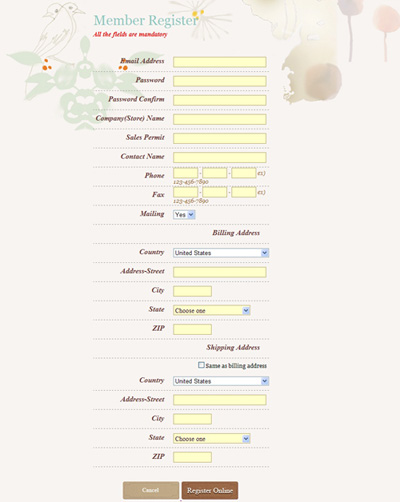 Member Register
All the fields are mandatory
Email Address
Password
Password Confirm
Company(Store) Name
Sales Permit
Contact Name
Phone - - ex)
123-456-7890
Fax - - ex)
123-456-7890
Mailing Yes
Billing Address
Country United States
Address-Street
City
State Choose one
ZIP
Shipping Address
Same as billing address
Country United States
Address-Street
City
State Choose one
ZIP
Cancel Register Online